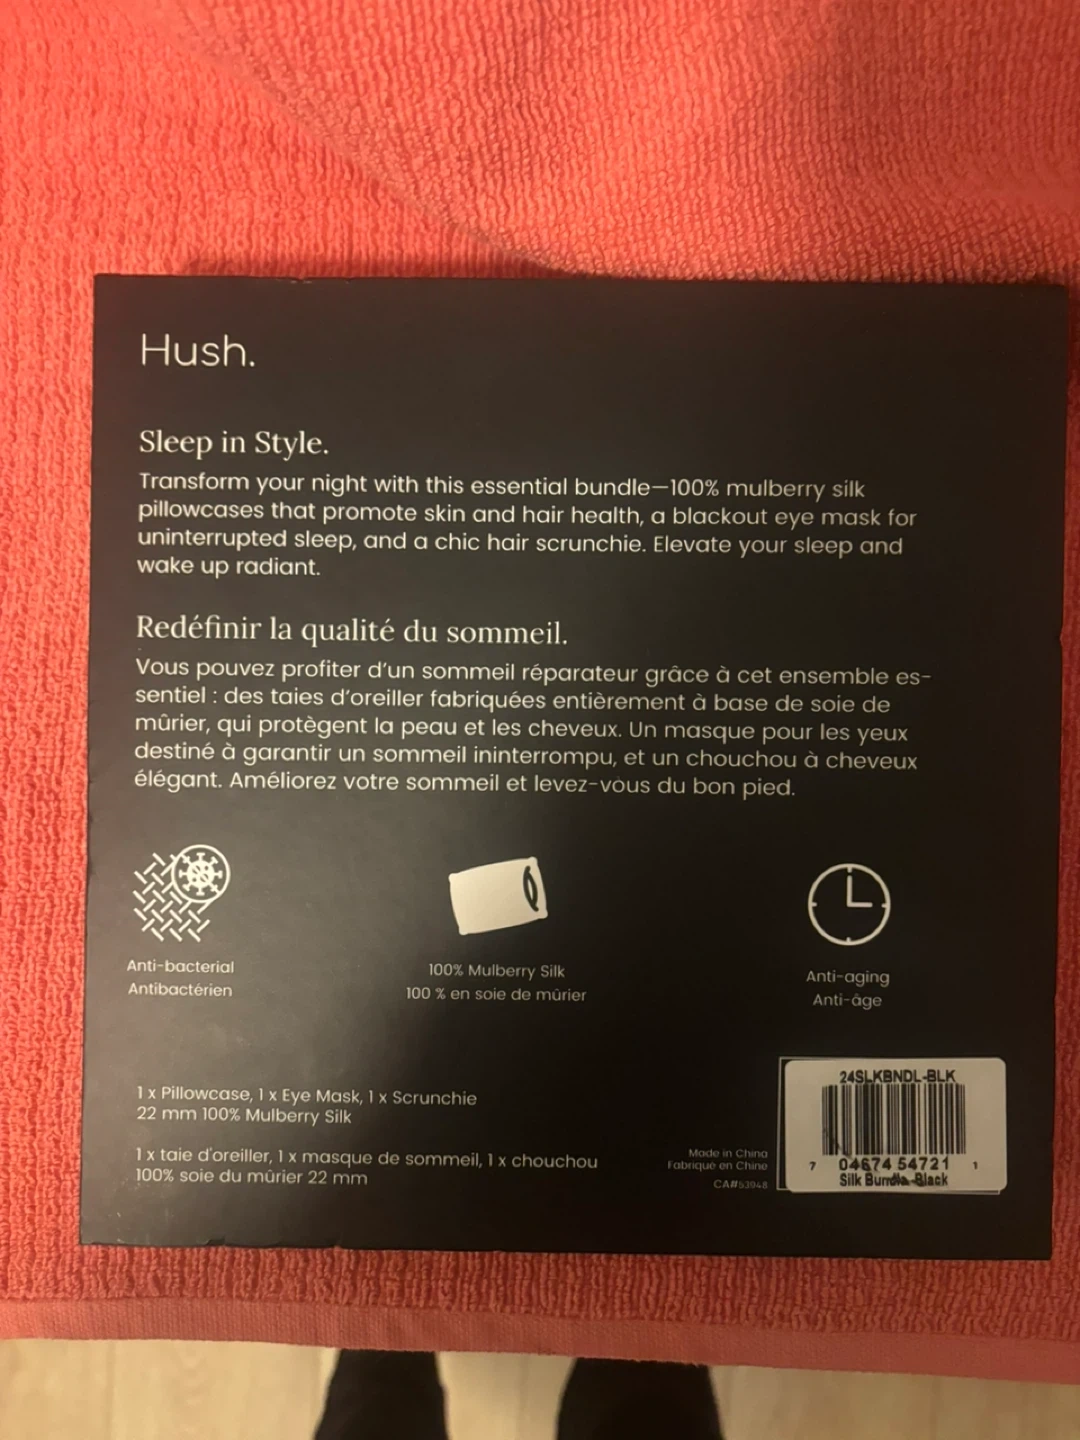 Hush.
Sleep in Style.
Transform your night with this essential bundle—100% mulberry silk
pillowcases that promote skin and hair health, a blackout eye mask for
uninterrupted sleep, and a chic hair scrunchie. Elevate your sleep and
wake up radiant.
Redéfinir la qualité du sommeil.
Vous pouvez profiter d'un sommeil réparateur grâce à cet ensemble es-
sentiel : des taies d'oreiller fabriquées entièrement à base de soie de
mûrier, qui protègent la peau et les cheveux. Un masque pour les yeux
destiné à garantir un sommeil ininterrompu, et un chouchou à cheveux
élégant. Améliorez votre sommeil et levez-vous du bon pied.
Anti-bacterial
Antibactérien
100% Mulberry Silk
100 % en soie de mûrier
Anti-aging
Anti-âge
1 x Pillowcase, 1 x Eye Mask, 1 x Scrunchie
22 mm 100% Mulberry Silk
1 x taie d'oreiller, 1 x masque de sommeil, 1 x chouchou
100% soie du mûrier 22 mm
Made in China
Fabriqué en Chine
CA#53948
24SLKBNDL-BLK
7 04674 54721 1
Silk Bundle-Black